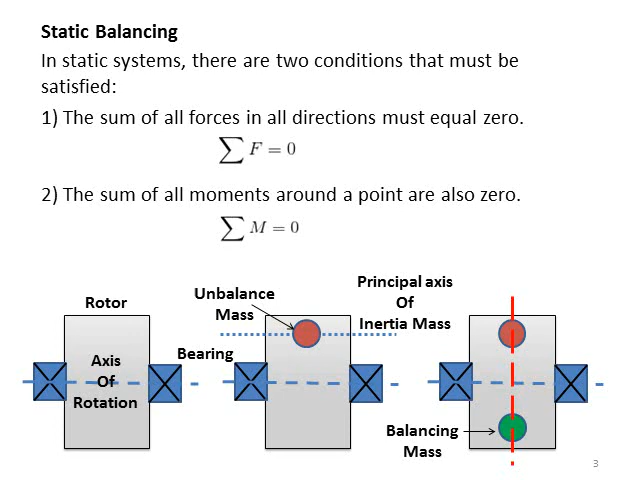 Static Balancing
In static systems, there are two conditions that must be
satisfied:
1) The sum of all forces in all directions must equal zero.
∑ F = 0
2) The sum of all moments around a point are also zero.
∑ M = 0
Rotor
Axis
Of
Rotation
Unbalance
Mass
Bearing
Principal axis
Of
Inertia Mass
Balancing
Mass
3